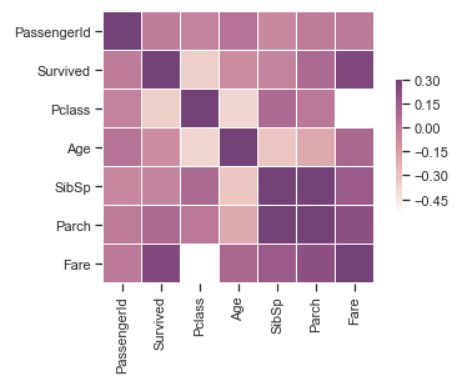 PassengerId
Survived
Pclass
Age
SibSp
Parch
Fare
0.30
0.15
0.00
−0.15
−0.30
−0.45
PassengerId
Survived
Pclass
Age
SibSp
Parch
Fare